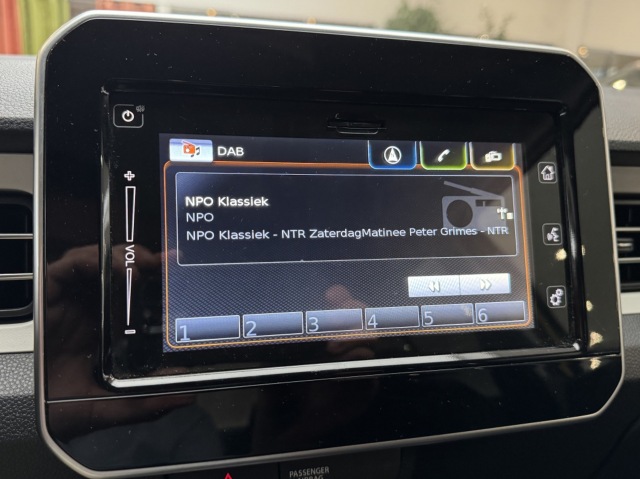 DAB
NPO Klassiek
NPO
NPO Klassiek - NTR ZaterdagMatinee Peter Grimes - NTR
+
VOL
−
1 2 3 4 5 6
PASSENGER
AIRBAG